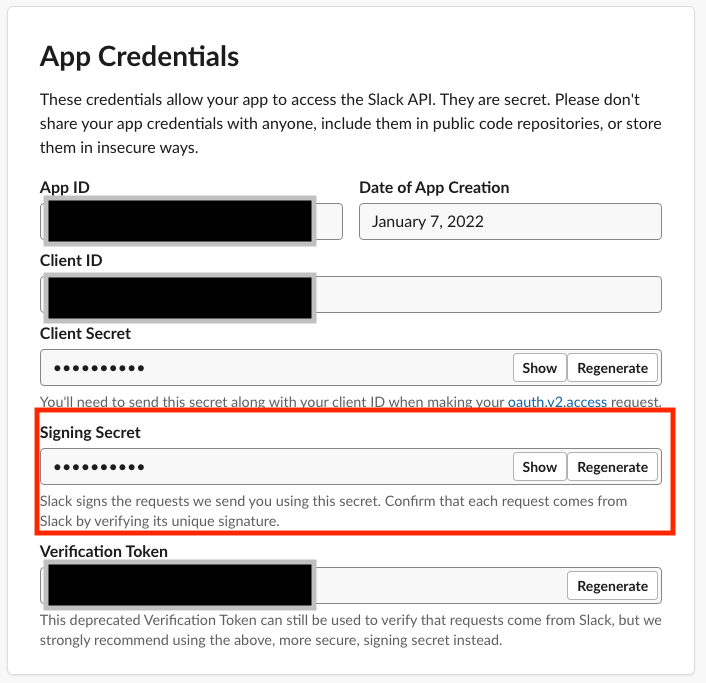 App Credentials
These credentials allow your app to access the Slack API. They are secret. Please don't
share your app credentials with anyone, include them in public code repositories, or store
them in insecure ways.
App ID
Date of App Creation
January 7, 2022
Client ID
Client Secret
•••••••••• Show Regenerate
You'll need to send this secret along with your client ID when making your oauth.v2.access request.
Signing Secret
•••••••••• Show Regenerate
Slack signs the requests we send you using this secret. Confirm that each request comes from
Slack by verifying its unique signature.
Verification Token
Regenerate
This deprecated Verification Token can still be used to verify that requests come from Slack, but we
strongly recommend using the above, more secure, signing secret instead.